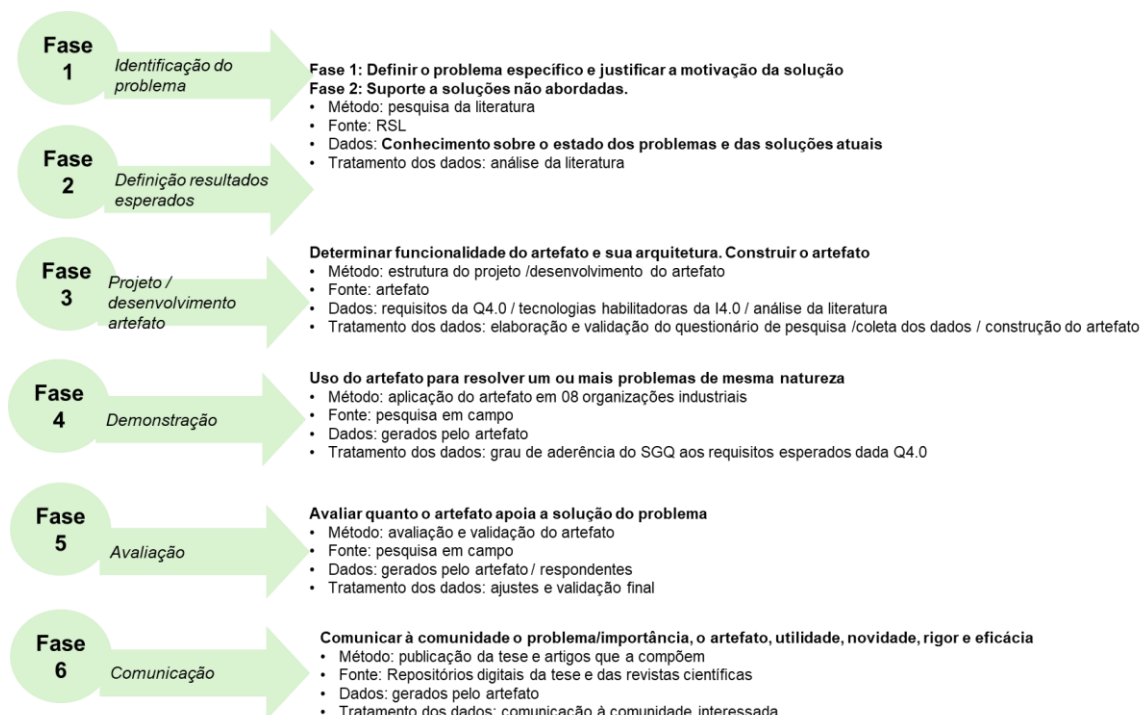 Fase
1
Identificação do
problema
Fase 1: Definir o problema específico e justificar a motivação da solução
Fase 2: Suporte a soluções não abordadas.
• Método: pesquisa da literatura
• Fonte: RSL
• Dados: Conhecimento sobre o estado dos problemas e das soluções atuais
• Tratamento dos dados: análise da literatura
Fase
2
Definição resultados
esperados
Fase
3
Projeto /
desenvolvimento
artefato
Determinar funcionalidade do artefato e sua arquitetura. Construir o artefato
• Método: estrutura do projeto /desenvolvimento do artefato
• Fonte: artefato
• Dados: requisitos da Q4.0 / tecnologias habilitadoras da I4.0 / análise da literatura
• Tratamento dos dados: elaboração e validação do questionário de pesquisa /coleta dos dados / construção do artefato
Fase
4
Demonstração
Uso do artefato para resolver um ou mais problemas de mesma natureza
• Método: aplicação do artefato em 08 organizações industriais
• Fonte: pesquisa em campo
• Dados: gerados pelo artefato
• Tratamento dos dados: grau de aderência do SGQ aos requisitos esperados dada Q4.0
Fase
5
Avaliação
Avaliar quanto o artefato apoia a solução do problema
• Método: avaliação e validação do artefato
• Fonte: pesquisa em campo
• Dados: gerados pelo artefato / respondentes
• Tratamento dos dados: ajustes e validação final
Fase
6
Comunicação
Comunicar à comunidade o problema/importância, o artefato, utilidade, novidade, rigor e eficácia
• Método: publicação da tese e artigos que a compõem
• Fonte: Repositórios digitais da tese e das revistas científicas
• Dados: gerados pelo artefato
• Tratamento dos dados: comunicação à comunidade interessada